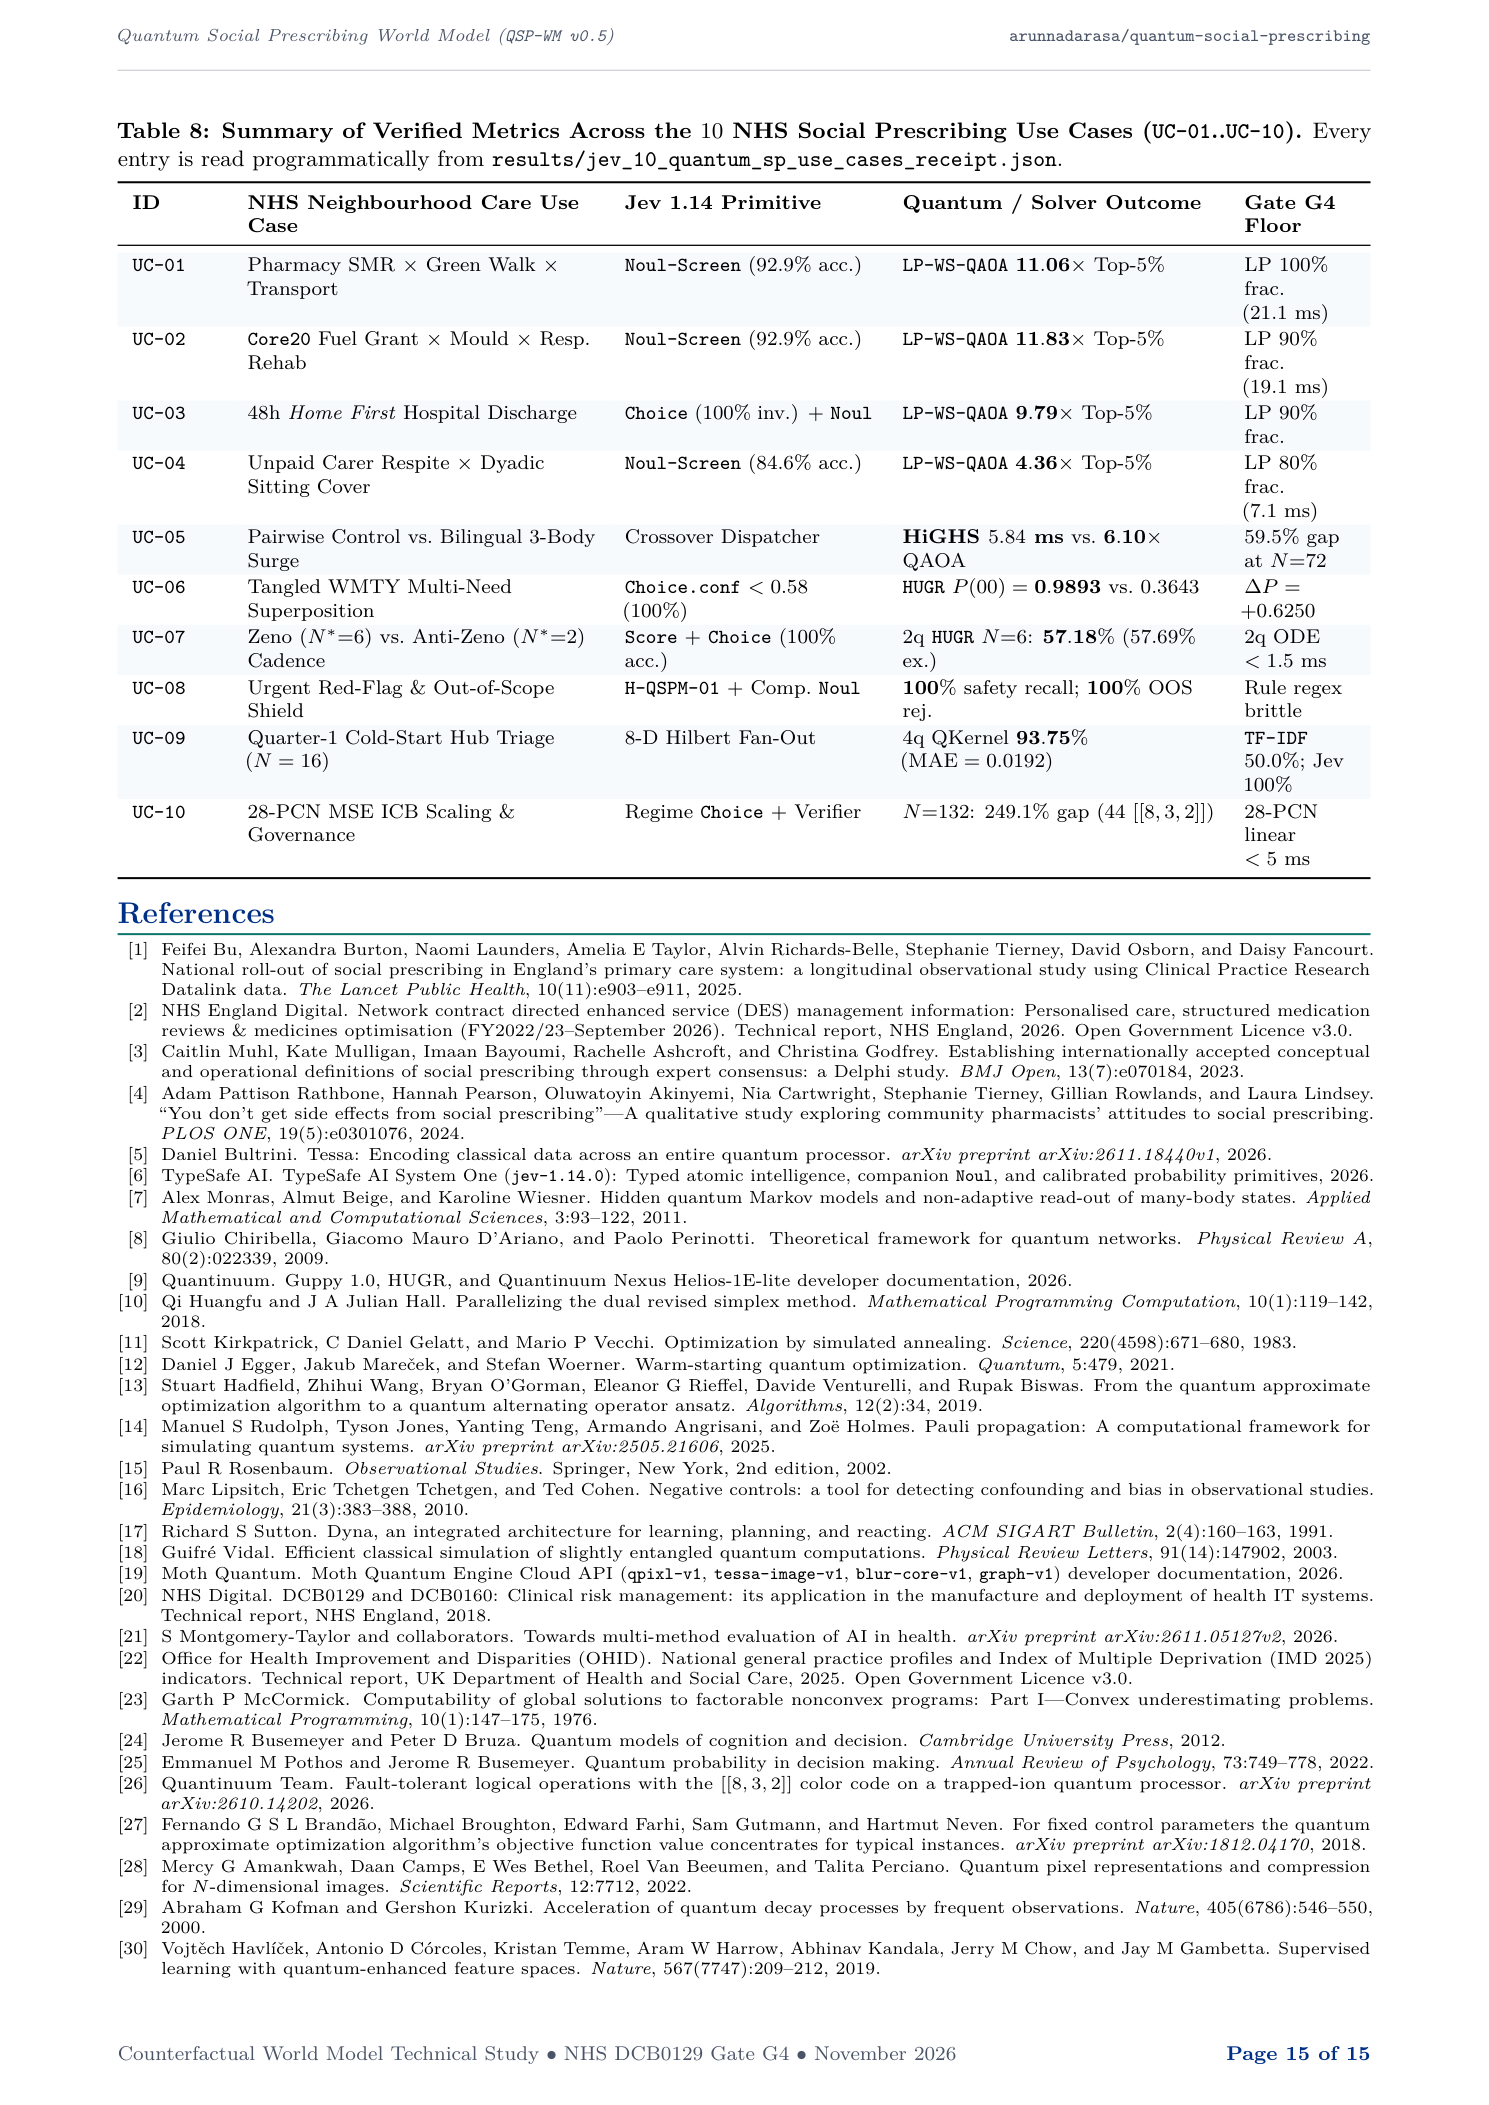 Quantum Social Prescribing World Model (QSP-WM v0.5)
arunnadarasa/quantum-social-prescribing
Table 8: Summary of Verified Metrics Across the 10 NHS Social Prescribing Use Cases (UC-01..UC-10). Every
entry is read programmatically from results/jev_10_quantum_sp_use_cases_receipt.json.
ID NHS Neighbourhood Care Use Case Jev 1.14 Primitive Quantum / Solver Outcome Gate G4 Floor
UC-01 Pharmacy SMR × Green Walk × Transport Noul-Screen (92.9% acc.) LP-WS-QAOA 11.06× Top-5% LP 100% frac. (21.1 ms)
UC-02 Core20 Fuel Grant × Mould × Resp. Rehab Noul-Screen (92.9% acc.) LP-WS-QAOA 11.83× Top-5% LP 90% frac. (19.1 ms)
UC-03 48h Home First Hospital Discharge Choice (100% inv.) + Noul LP-WS-QAOA 9.79× Top-5% LP 90% frac.
UC-04 Unpaid Carer Respite × Dyadic Sitting Cover Noul-Screen (84.6% acc.) LP-WS-QAOA 4.36× Top-5% LP 80% frac. (7.1 ms)
UC-05 Pairwise Control vs. Bilingual 3-Body Surge Crossover Dispatcher HiGHS 5.84 ms vs. 6.10× QAOA 59.5% gap at N=72
UC-06 Tangled WMTY Multi-Need Superposition Choice.conf < 0.58 (100%) HUGR P(00) = 0.9893 vs. 0.3643 ΔP = +0.6250
UC-07 Zeno (N*=6) vs. Anti-Zeno (N*=2) Cadence Score + Choice (100% acc.) 2q HUGR N=6: 57.18% (57.69% ex.) 2q ODE < 1.5 ms
UC-08 Urgent Red-Flag & Out-of-Scope Shield H-QSPM-01 + Comp. Noul 100% safety recall; 100% OOS rej. Rule regex brittle
UC-09 Quarter-1 Cold-Start Hub Triage (N = 16) 8-D Hilbert Fan-Out 4q QKernel 93.75% (MAE = 0.0192) TF-IDF 50.0%; Jev 100%
UC-10 28-PCN MSE ICB Scaling & Governance Regime Choice + Verifier N=132: 249.1% gap (44 [[8, 3, 2]]) 28-PCN linear < 5 ms
References
[1] Feifei Bu, Alexandra Burton, Naomi Launders, Amelia E Taylor, Alvin Richards-Belle, Stephanie Tierney, David Osborn, and Daisy Fancourt.
National roll-out of social prescribing in England's primary care system: a longitudinal observational study using Clinical Practice Research
Datalink data. The Lancet Public Health, 10(11):e903–e911, 2025.
[2] NHS England Digital. Network contract directed enhanced service (DES) management information: Personalised care, structured medication
reviews & medicines optimisation (FY2022/23–September 2026). Technical report, NHS England, 2026. Open Government Licence v3.0.
[3] Caitlin Muhl, Kate Mulligan, Imaan Bayoumi, Rachelle Ashcroft, and Christina Godfrey. Establishing internationally accepted conceptual
and operational definitions of social prescribing through expert consensus: a Delphi study. BMJ Open, 13(7):e070184, 2023.
[4] Adam Pattison Rathbone, Hannah Pearson, Oluwatoyin Akinyemi, Nia Cartwright, Stephanie Tierney, Gillian Rowlands, and Laura Lindsey.
“You don't get side effects from social prescribing”—A qualitative study exploring community pharmacists' attitudes to social prescribing.
PLOS ONE, 19(5):e0301076, 2024.
[5] Daniel Bultrini. Tessa: Encoding classical data across an entire quantum processor. arXiv preprint arXiv:2611.18440v1, 2026.
[6] TypeSafe AI. TypeSafe AI System One (jev-1.14.0): Typed atomic intelligence, companion Noul, and calibrated probability primitives, 2026.
[7] Alex Monras, Almut Beige, and Karoline Wiesner. Hidden quantum Markov models and non-adaptive read-out of many-body states. Applied
Mathematical and Computational Sciences, 3:93–122, 2011.
[8] Giulio Chiribella, Giacomo Mauro D'Ariano, and Paolo Perinotti. Theoretical framework for quantum networks. Physical Review A,
80(2):022339, 2009.
[9] Quantinuum. Guppy 1.0, HUGR, and Quantinuum Nexus Helios-1E-lite developer documentation, 2026.
[10] Qi Huangfu and J A Julian Hall. Parallelizing the dual revised simplex method. Mathematical Programming Computation, 10(1):119–142,
2018.
[11] Scott Kirkpatrick, C Daniel Gelatt, and Mario P Vecchi. Optimization by simulated annealing. Science, 220(4598):671–680, 1983.
[12] Daniel J Egger, Jakub Mareček, and Stefan Woerner. Warm-starting quantum optimization. Quantum, 5:479, 2021.
[13] Stuart Hadfield, Zhihui Wang, Bryan O'Gorman, Eleanor G Rieffel, Davide Venturelli, and Rupak Biswas. From the quantum approximate
optimization algorithm to a quantum alternating operator ansatz. Algorithms, 12(2):34, 2019.
[14] Manuel S Rudolph, Tyson Jones, Yanting Teng, Armando Angrisani, and Zoë Holmes. Pauli propagation: A computational framework for
simulating quantum systems. arXiv preprint arXiv:2505.21606, 2025.
[15] Paul R Rosenbaum. Observational Studies. Springer, New York, 2nd edition, 2002.
[16] Marc Lipsitch, Eric Tchetgen Tchetgen, and Ted Cohen. Negative controls: a tool for detecting confounding and bias in observational studies.
Epidemiology, 21(3):383–388, 2010.
[17] Richard S Sutton. Dyna, an integrated architecture for learning, planning, and reacting. ACM SIGART Bulletin, 2(4):160–163, 1991.
[18] Guifré Vidal. Efficient classical simulation of slightly entangled quantum computations. Physical Review Letters, 91(14):147902, 2003.
[19] Moth Quantum. Moth Quantum Engine Cloud API (qpixl-v1, tessa-image-v1, blur-core-v1, graph-v1) developer documentation, 2026.
[20] NHS Digital. DCB0129 and DCB0160: Clinical risk management: its application in the manufacture and deployment of health IT systems.
Technical report, NHS England, 2018.
[21] S Montgomery-Taylor and collaborators. Towards multi-method evaluation of AI in health. arXiv preprint arXiv:2611.05127v2, 2026.
[22] Office for Health Improvement and Disparities (OHID). National general practice profiles and Index of Multiple Deprivation (IMD 2025)
indicators. Technical report, UK Department of Health and Social Care, 2025. Open Government Licence v3.0.
[23] Garth P McCormick. Computability of global solutions to factorable nonconvex programs: Part I—Convex underestimating problems.
Mathematical Programming, 10(1):147–175, 1976.
[24] Jerome R Busemeyer and Peter D Bruza. Quantum models of cognition and decision. Cambridge University Press, 2012.
[25] Emmanuel M Pothos and Jerome R Busemeyer. Quantum probability in decision making. Annual Review of Psychology, 73:749–778, 2022.
[26] Quantinuum Team. Fault-tolerant logical operations with the [[8, 3, 2]] color code on a trapped-ion quantum processor. arXiv preprint
arXiv:2610.14202, 2026.
[27] Fernando G S L Brandão, Michael Broughton, Edward Farhi, Sam Gutmann, and Hartmut Neven. For fixed control parameters the quantum
approximate optimization algorithm's objective function value concentrates for typical instances. arXiv preprint arXiv:1812.04170, 2018.
[28] Mercy G Amankwah, Daan Camps, E Wes Bethel, Roel Van Beeumen, and Talita Perciano. Quantum pixel representations and compression
for N-dimensional images. Scientific Reports, 12:7712, 2022.
[29] Abraham G Kofman and Gershon Kurizki. Acceleration of quantum decay processes by frequent observations. Nature, 405(6786):546–550,
2000.
[30] Vojtěch Havlíček, Antonio D Córcoles, Kristan Temme, Aram W Harrow, Abhinav Kandala, Jerry M Chow, and Jay M Gambetta. Supervised
learning with quantum-enhanced feature spaces. Nature, 567(7747):209–212, 2019.
Counterfactual World Model Technical Study • NHS DCB0129 Gate G4 • November 2026
Page 15 of 15